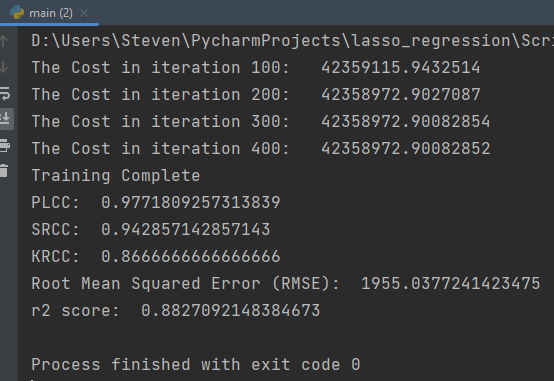 main (2)
D:\Users\Steven\PycharmProjects\lasso_regression\Scri
The Cost in iteration 100:   42359115.9432514
The Cost in iteration 200:   42358972.9027087
The Cost in iteration 300:   42358972.90082854
The Cost in iteration 400:   42358972.90082852
Training Complete
PLCC:  0.9771809257313839
SRCC:  0.942857142857143
KRCC:  0.8666666666666666
Root Mean Squared Error (RMSE):  1955.0377241423475
r2 score:  0.8827092148384673
Process finished with exit code 0